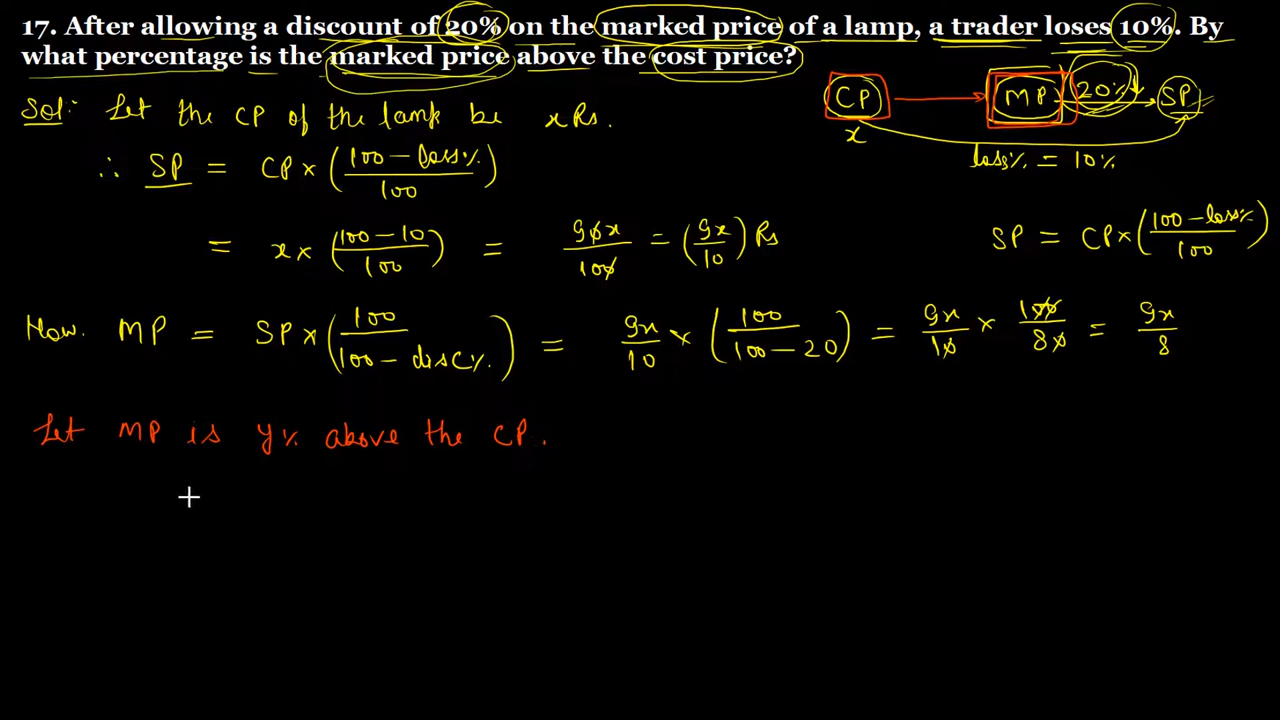 17. After allowing a discount of 20% on the marked price of a lamp, a trader loses 10%. By
what percentage is the marked price above the cost price?
CP MP 20% SP
x
loss% = 10%
Sol: Let the CP of the lamp be x Rs.
∴ SP = CP × (100 - loss% / 100)
= x × (100 - 10 / 100) = 90x / 100 = (9x / 10) Rs
SP = CP × (100 - loss% / 100)
Now. MP = SP × (100 / 100 - disc%) = 9x / 10 × (100 / 100 - 20) = 9x / 10 × 100 / 80 = 9x / 8
Let MP is y% above the CP.